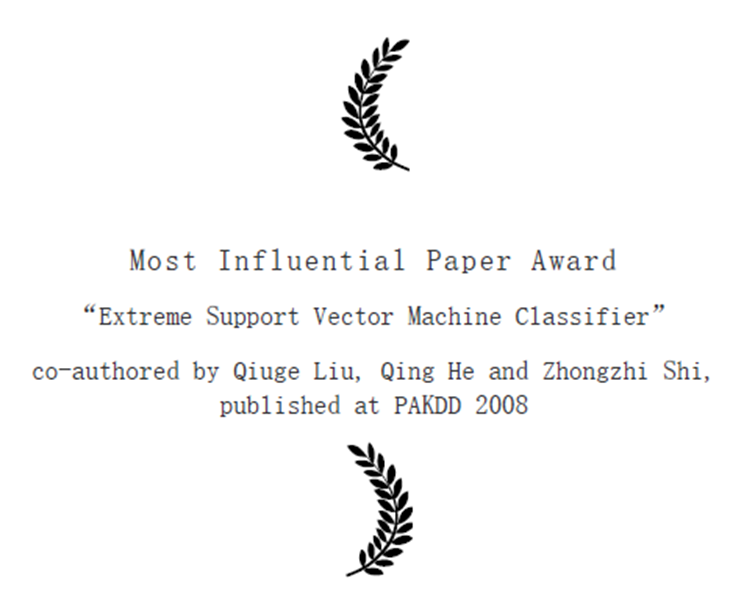 Most Influential Paper Award
“Extreme Support Vector Machine Classifier”
co-authored by Qiuge Liu, Qing He and Zhongzhi Shi,
published at PAKDD 2008